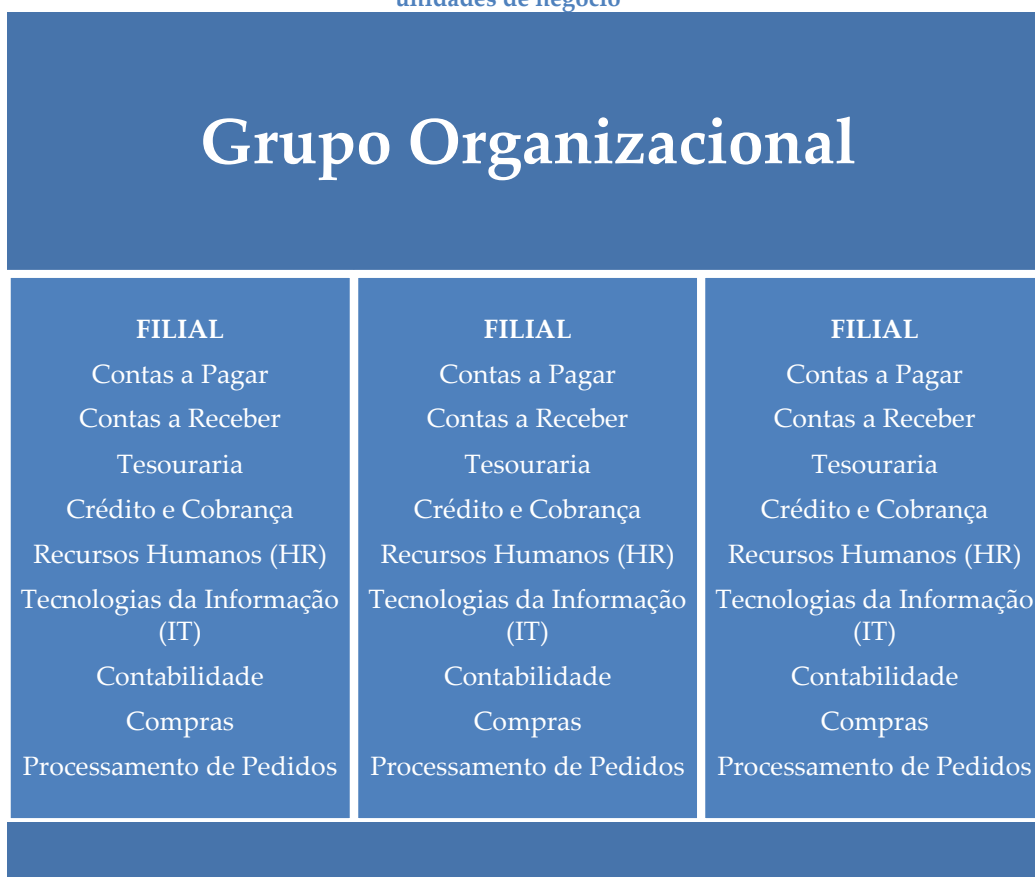 unidades de negócio
Grupo Organizacional
FILIAL
Contas a Pagar
Contas a Receber
Tesouraria
Crédito e Cobrança
Recursos Humanos (HR)
Tecnologias da Informação
(IT)
Contabilidade
Compras
Processamento de Pedidos
FILIAL
Contas a Pagar
Contas a Receber
Tesouraria
Crédito e Cobrança
Recursos Humanos (HR)
Tecnologias da Informação
(IT)
Contabilidade
Compras
Processamento de Pedidos
FILIAL
Contas a Pagar
Contas a Receber
Tesouraria
Crédito e Cobrança
Recursos Humanos (HR)
Tecnologias da Informação
(IT)
Contabilidade
Compras
Processamento de Pedidos